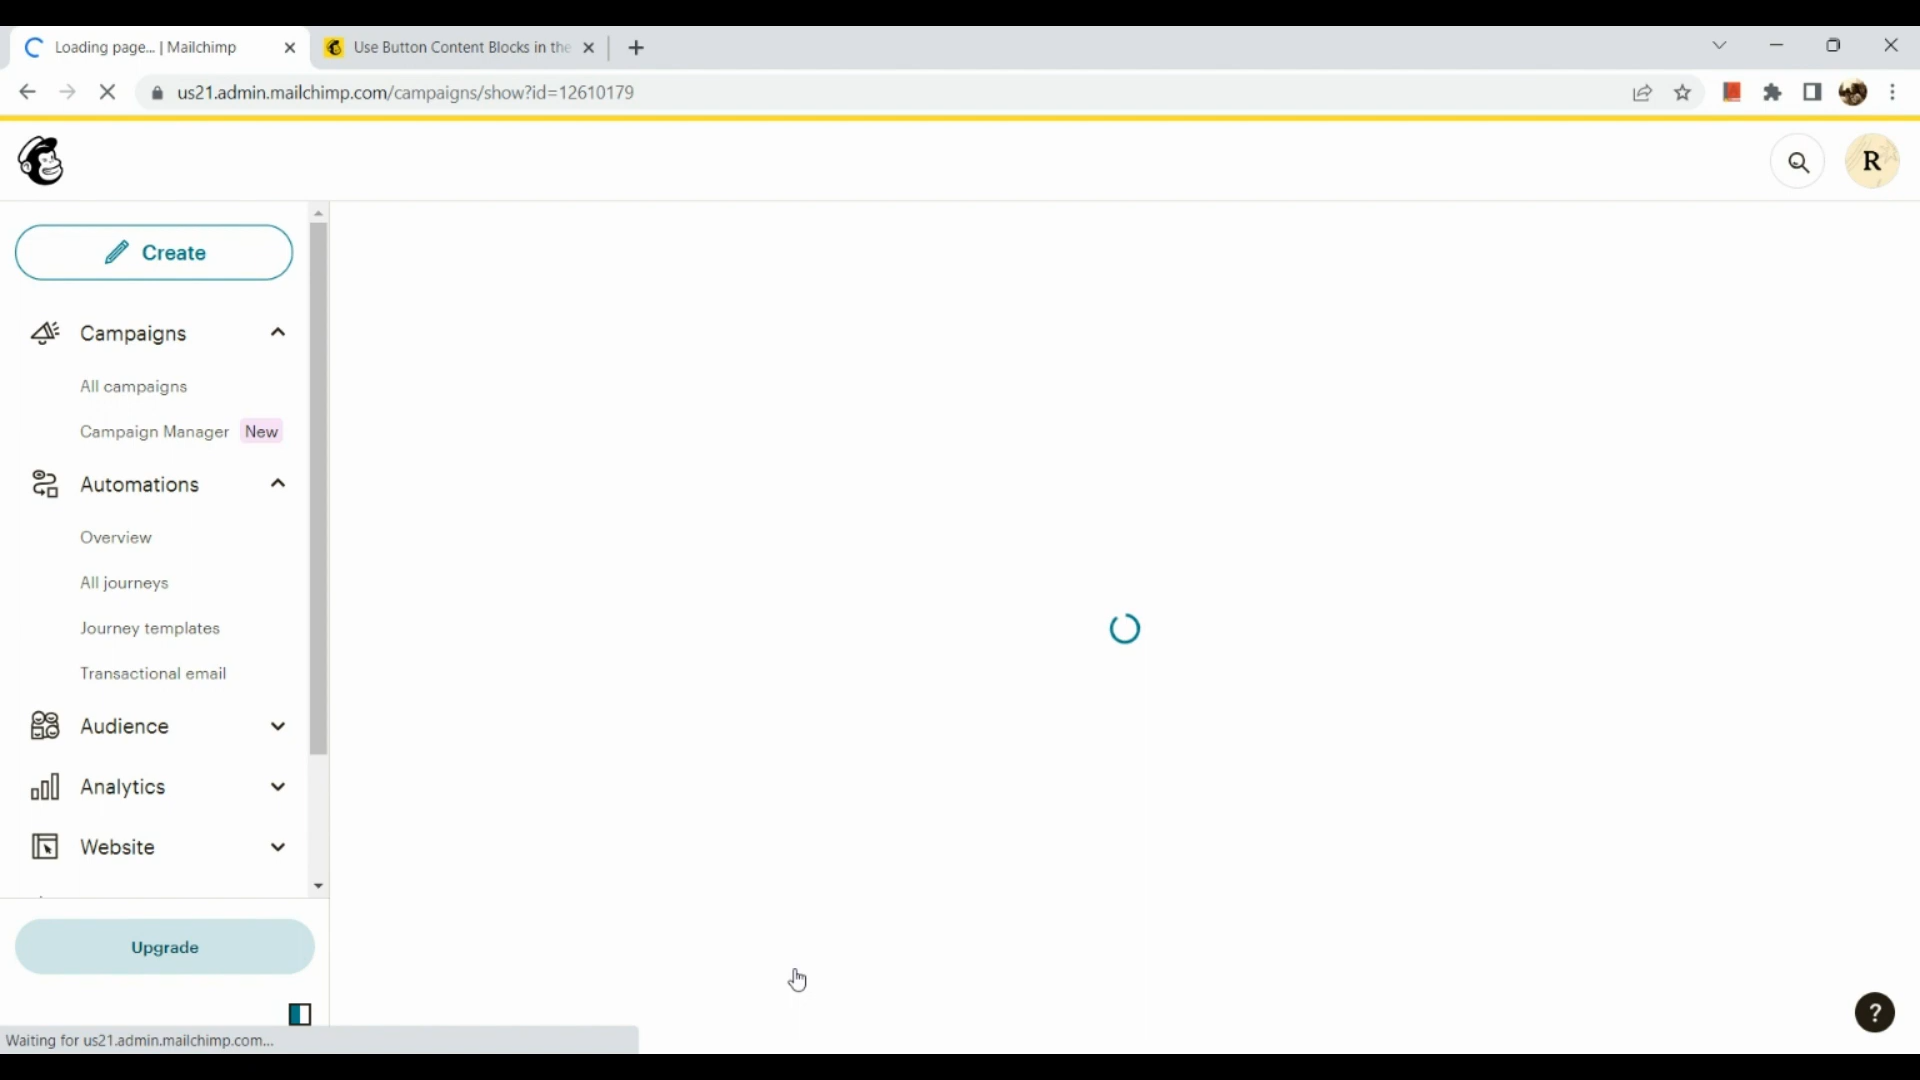 Loading page... | Mailchimp
Use Button Content Blocks in the
us21.admin.mailchimp.com/campaigns/show?id=12610179
R
Create
Campaigns
All campaigns
Campaign Manager New
Automations
Overview
All journeys
Journey templates
Transactional email
Audience
Analytics
Website
Upgrade
?
Waiting for us21.admin.mailchimp.com...